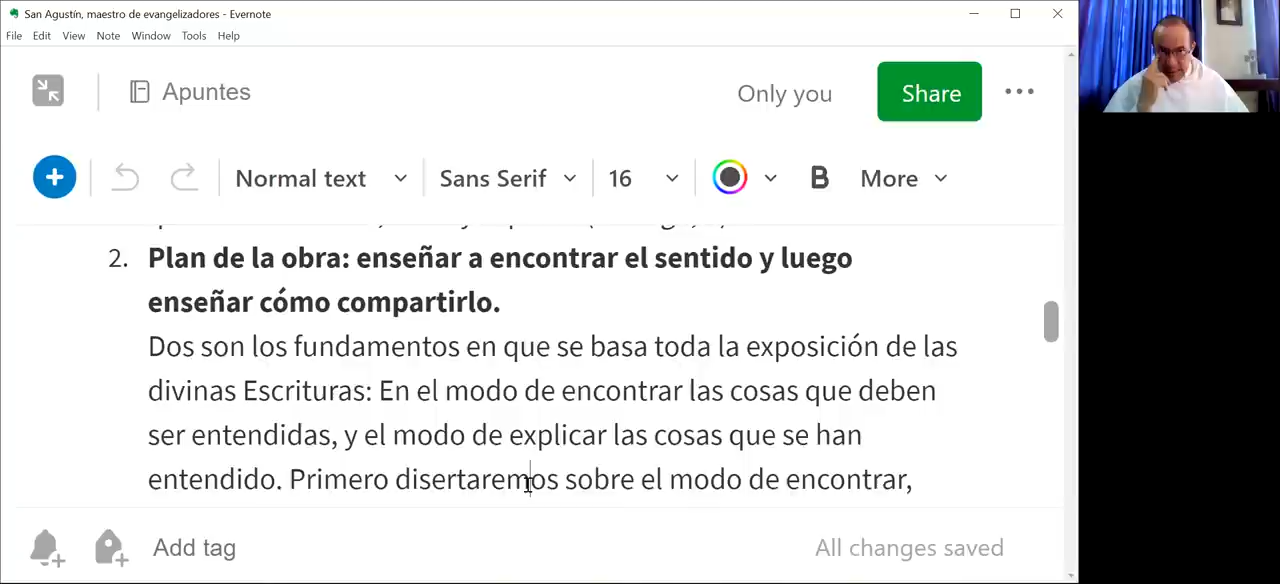 San Agustín, maestro de evangelizadores - Evernote
File Edit View Note Window Tools Help
Apuntes
Only you
Share
Normal text
Sans Serif
16
B
More
2. Plan de la obra: enseñar a encontrar el sentido y luego
enseñar cómo compartirlo.
Dos son los fundamentos en que se basa toda la exposición de las
divinas Escrituras: En el modo de encontrar las cosas que deben
ser entendidas, y el modo de explicar las cosas que se han
entendido. Primero disertaremos sobre el modo de encontrar,
Add tag
All changes saved